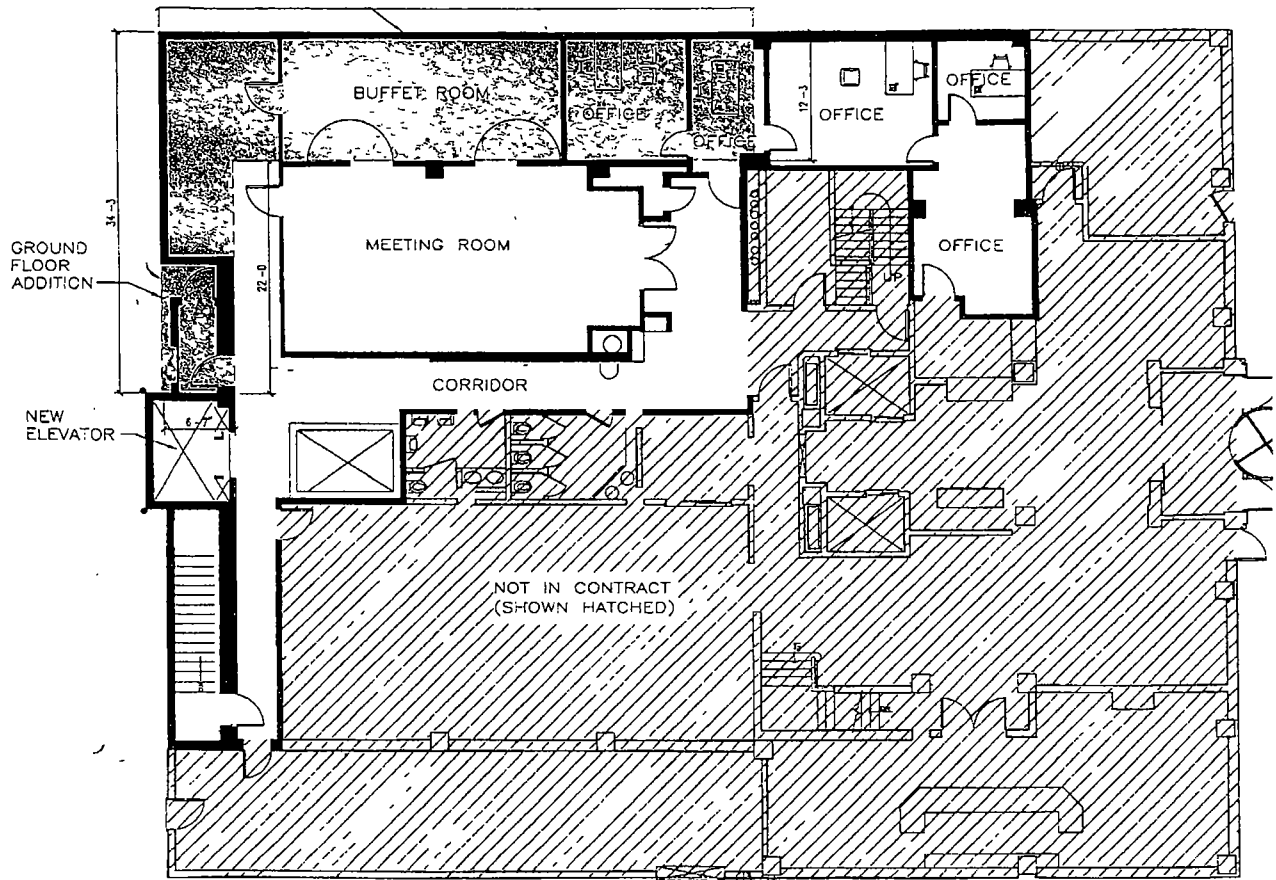 BUFFET ROOM
OFFICE
OFFICE
12-3
OFFICE
OFFICE
34-3
GROUND
FLOOR
ADDITION
22-0
MEETING ROOM
OFFICE
UP
CORRIDOR
NEW
ELEVATOR
6-7
NOT IN CONTRACT
(SHOWN HATCHED)